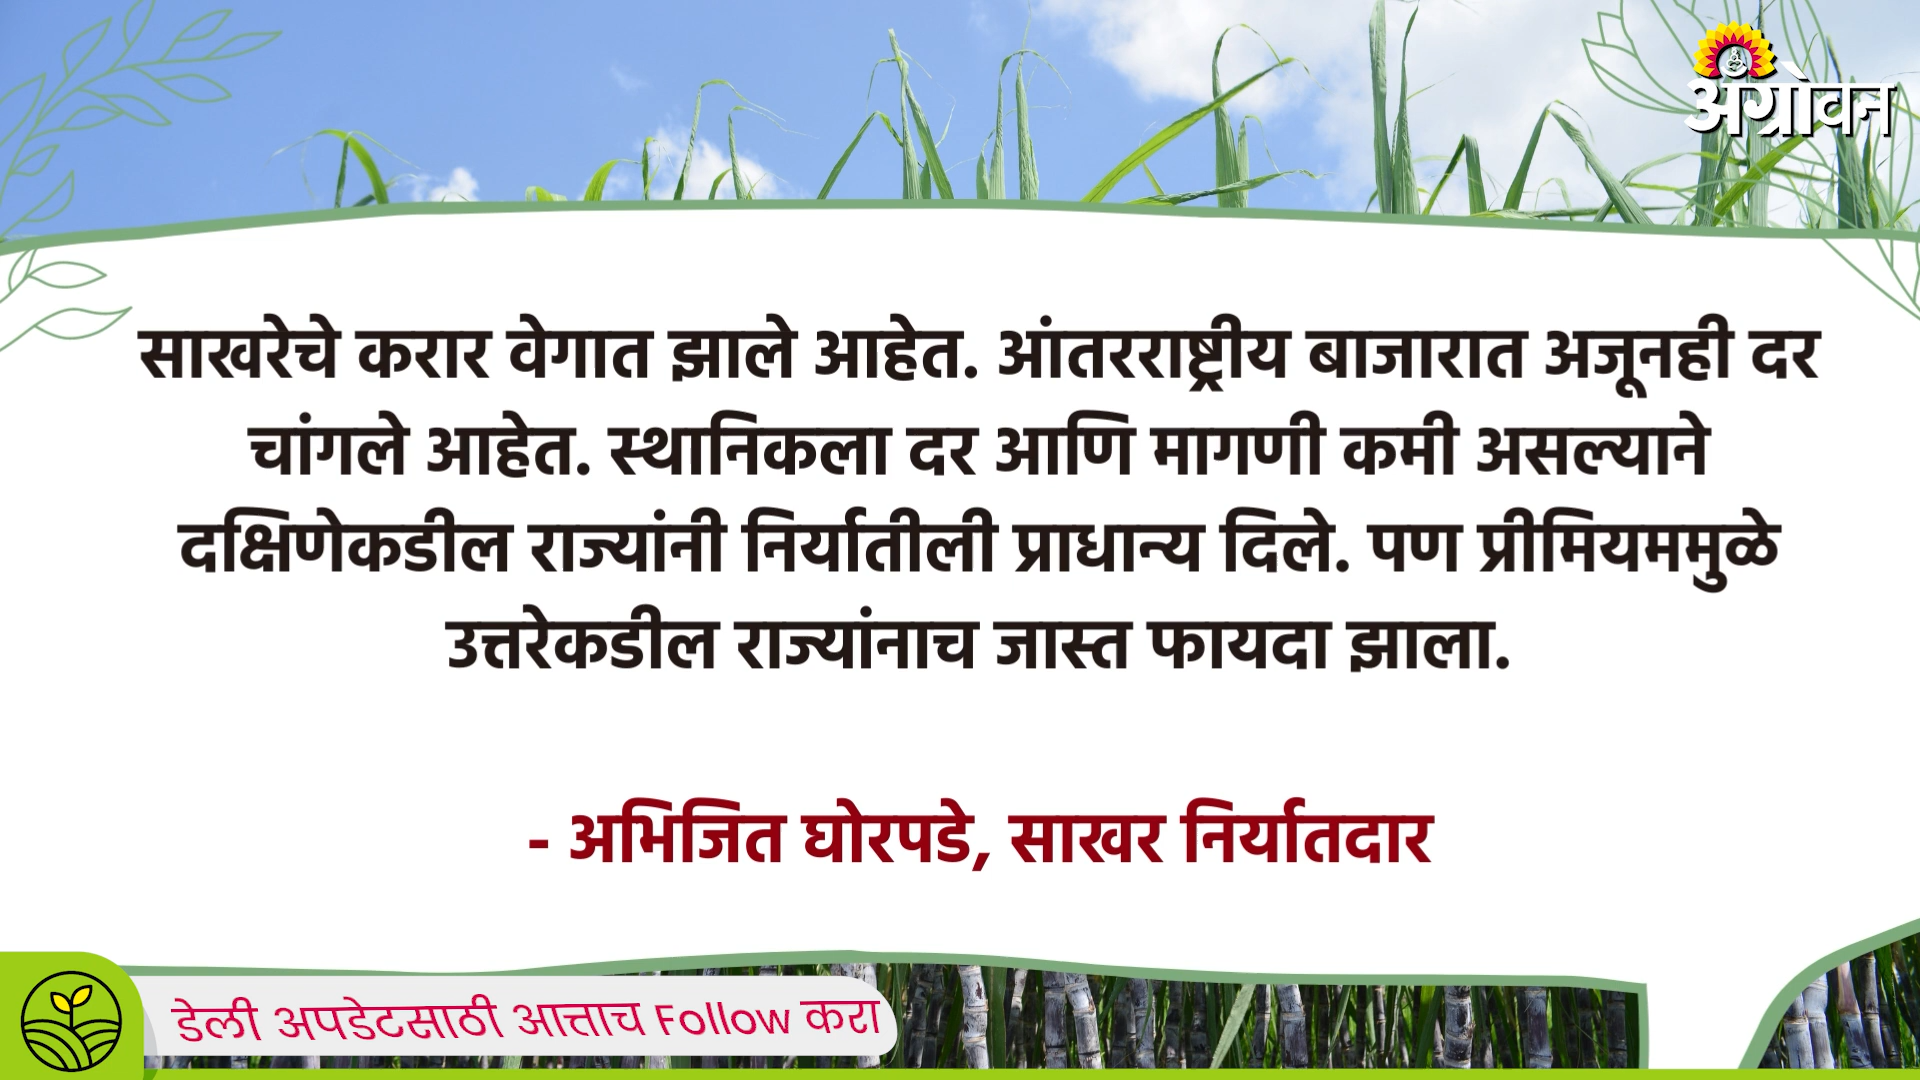 अ‍ॅग्रोवन
साखरेचे करार वेगात झाले आहेत. आंतरराष्ट्रीय बाजारात अजूनही दर
चांगले आहेत. स्थानिकला दर आणि मागणी कमी असल्याने
दक्षिणेकडील राज्यांनी निर्यातीली प्राधान्य दिले. पण प्रीमियममुळे
उत्तरेकडील राज्यांनाच जास्त फायदा झाला.
- अभिजित घोरपडे, साखर निर्यातदार
डेली अपडेटसाठी आत्ताच Follow करा